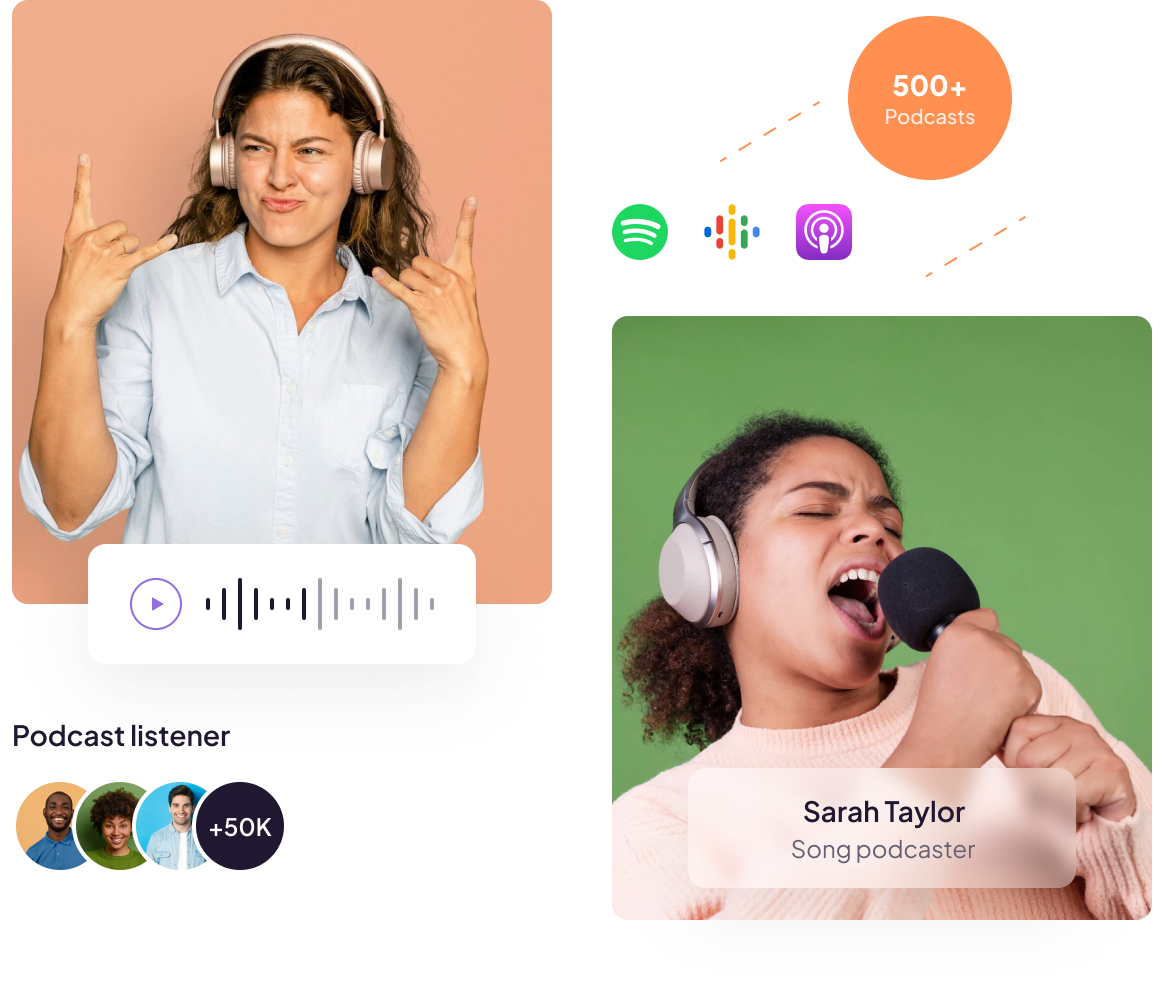 500+
Podcasts
Podcast listener
+50K
Sarah Taylor
Song podcaster